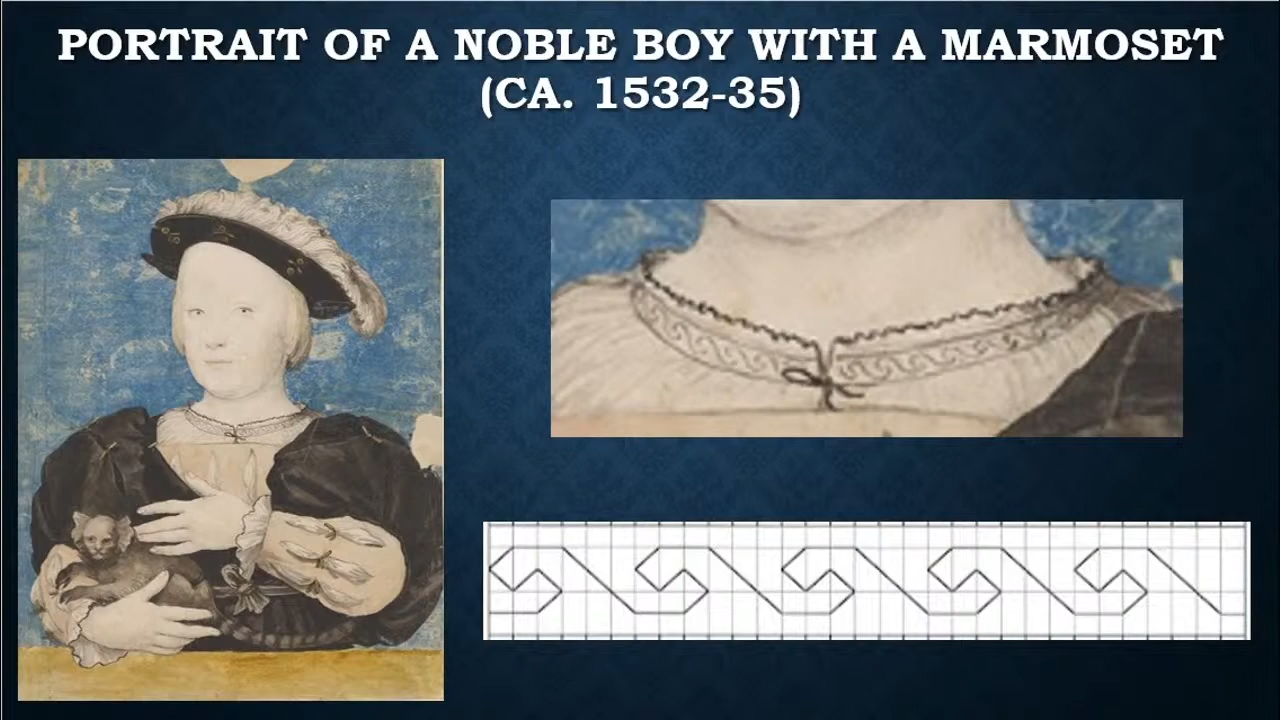 PORTRAIT OF A NOBLE BOY WITH A MARMOSET
(CA. 1532-35)